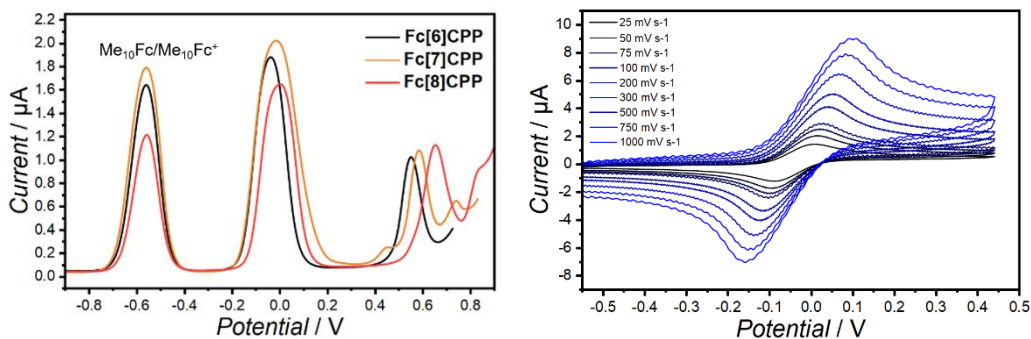 Me₁₀Fc/Me₁₀Fc⁺
Fc[6]CPP
Fc[7]CPP
Fc[8]CPP
Current / µA
2.2
2.0
1.8
1.6
1.4
1.2
1.0
0.8
0.6
0.4
0.2
0.0
-0.8 -0.6 -0.4 -0.2 0.0 0.2 0.4 0.6 0.8
Potential / V
25 mV s-1
50 mV s-1
75 mV s-1
100 mV s-1
200 mV s-1
300 mV s-1
500 mV s-1
750 mV s-1
1000 mV s-1
Current / µA
10
8
6
4
2
0
-2
-4
-6
-8
-0.5 -0.4 -0.3 -0.2 -0.1 0.0 0.1 0.2 0.3 0.4 0.5
Potential / V